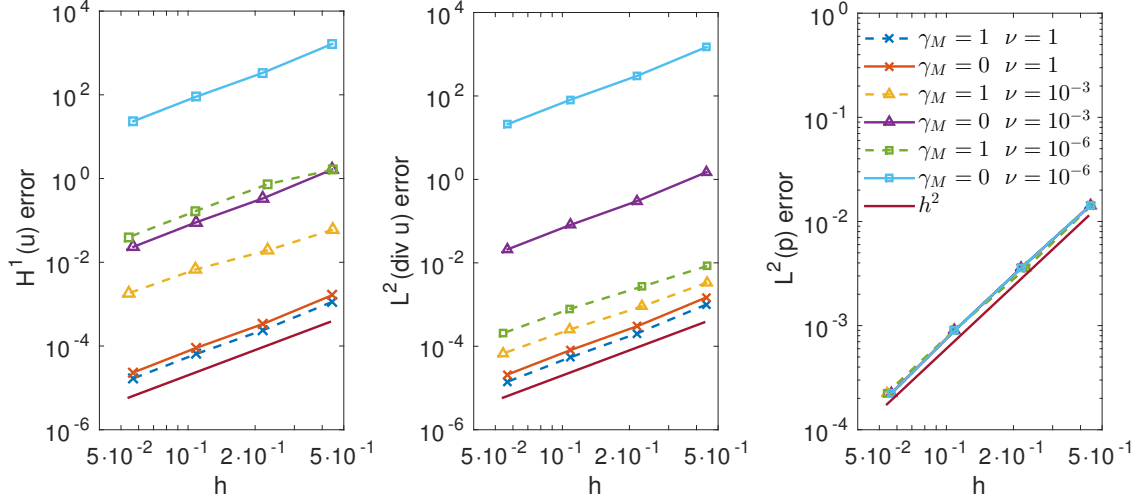 10^4
10^2
10^0
10^-2
10^-4
10^-6
H^1(u) error
5·10^-2 10^-1 2·10^-1 5·10^-1
h
10^4
10^2
10^0
10^-2
10^-4
10^-6
L^2(div u) error
5·10^-2 10^-1 2·10^-1 5·10^-1
h
10^0
10^-1
10^-2
10^-3
10^-4
L^2(p) error
γ_M = 1 ν = 1
γ_M = 0 ν = 1
γ_M = 1 ν = 10^-3
γ_M = 0 ν = 10^-3
γ_M = 1 ν = 10^-6
γ_M = 0 ν = 10^-6
h^2
5·10^-2 10^-1 2·10^-1 5·10^-1
h